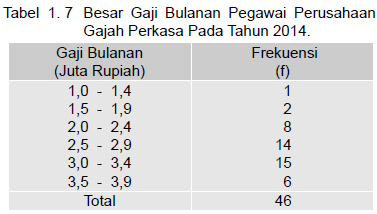 Tabel 1. 7 Besar Gaji Bulanan Pegawai Perusahaan
Gajah Perkasa Pada Tahun 2014.
Gaji Bulanan Frekuensi
(Juta Rupiah) (f)
1,0 - 1,4 1
1,5 - 1,9 2
2,0 - 2,4 8
2,5 - 2,9 14
3,0 - 3,4 15
3,5 - 3,9 6
Total 46